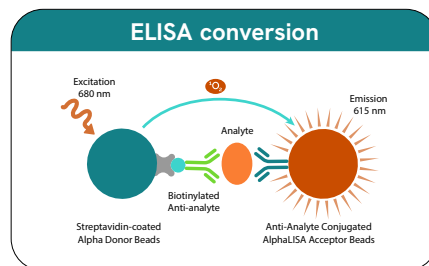 ELISA conversion
Excitation
680 nm
¹O₂
Emission
615 nm
Analyte
Biotinylated
Anti-analyte
Streptavidin-coated
Alpha Donor Beads
Anti-Analyte Conjugated
AlphaLISA Acceptor Beads